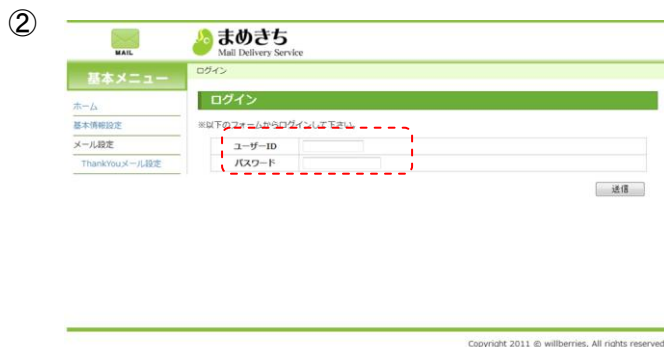 ②
MAIL
まめきち
Mail Delivery Service
基本メニュー
ホーム
基本情報設定
メール設定
ThankYouメール設定
ログイン
ログイン
※以下のフォームからログインして下さい。
ユーザーID
パスワード
送信
Copyright 2011 © willberries, All rights reserved